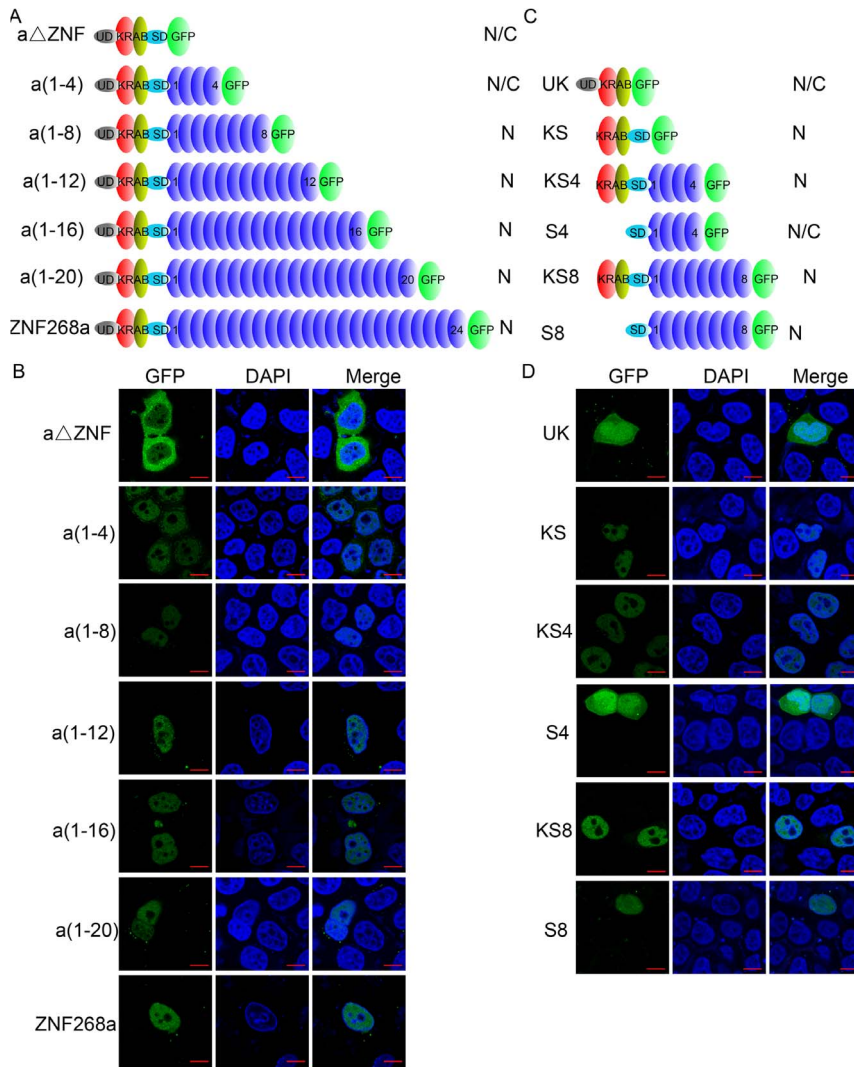 A
a△ZNF UD KRAB SD GFP N/C
a(1-4) UD KRAB SD 1 4 GFP N/C
a(1-8) UD KRAB SD 1 8 GFP N
a(1-12) UD KRAB SD 1 12 GFP N
a(1-16) UD KRAB SD 1 16 GFP N
a(1-20) UD KRAB SD 1 20 GFP N
ZNF268a UD KRAB SD 1 24 GFP N
C
UK UD KRAB GFP N/C
KS KRAB SD GFP N
KS4 KRAB SD 1 4 GFP N
S4 SD 1 4 GFP N/C
KS8 KRAB SD 1 8 GFP N
S8 SD 1 8 GFP N
B
GFP DAPI Merge
a△ZNF
a(1-4)
a(1-8)
a(1-12)
a(1-16)
a(1-20)
ZNF268a
D
GFP DAPI Merge
UK
KS
KS4
S4
KS8
S8